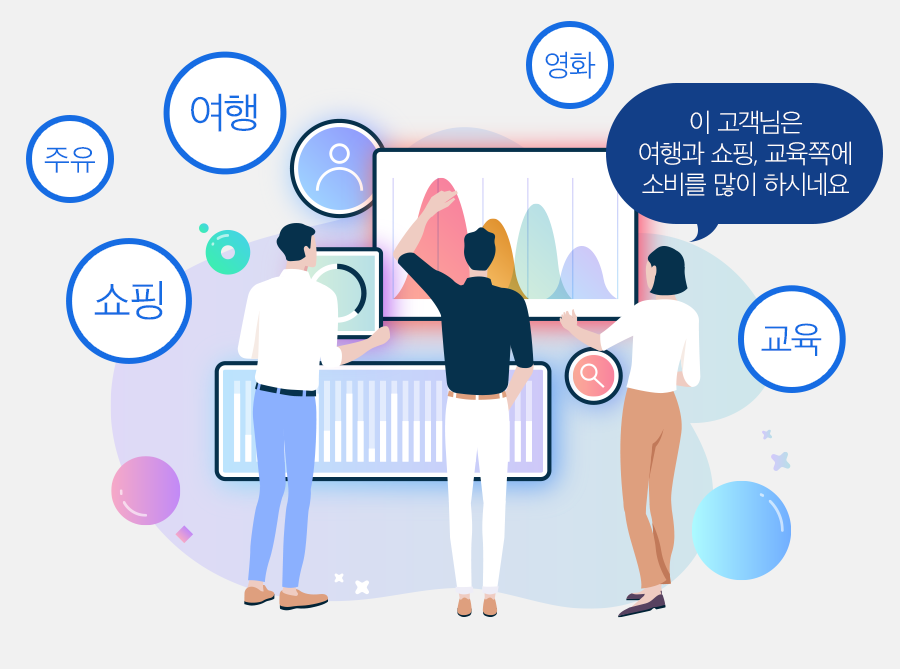 영화
여행
주유
이 고객님은
여행과 쇼핑, 교육쪽에
소비를 많이 하시네요
쇼핑
교육